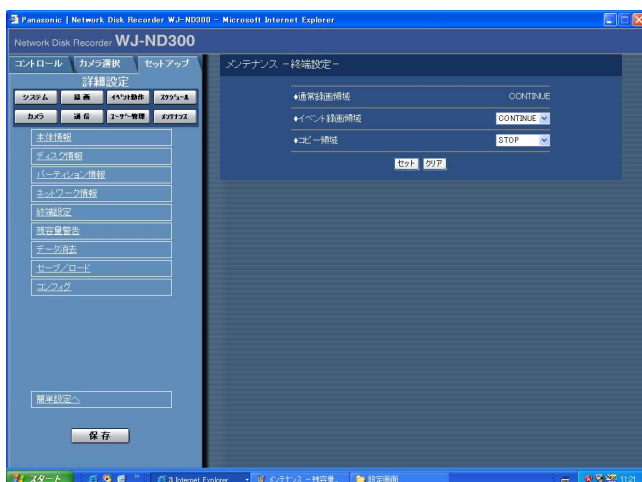 Panasonic | Network Disk Recorder WJ-ND300 - Microsoft Internet Explorer
Network Disk Recorder WJ-ND300
コントロール カメラ選択 セットアップ
詳細設定
システム 録画 イベント動作 スケジュール
カメラ 通信 ユーザー管理 メンテナンス
本体情報
ディスク情報
パーティション情報
ネットワーク情報
終端設定
残容量警告
データ消去
セーブ/ロード
コンフィグ
簡単設定へ
保存
メンテナンス -終端設定-
♦通常録画領域 CONTINUE
♦イベント録画領域 CONTINUE
♦コピー領域 STOP
セット クリア
スタート 3 Internet Explorer メンテナンス -残容量. 設定画面 11:21